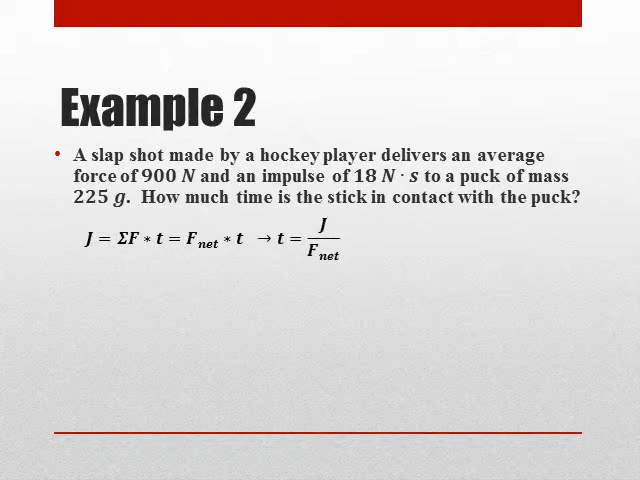 Example 2
• A slap shot made by a hockey player delivers an average
force of 900 N and an impulse of 18 N · s to a puck of mass
225 g. How much time is the stick in contact with the puck?
J = ΣF * t = F_net * t → t = J / F_net